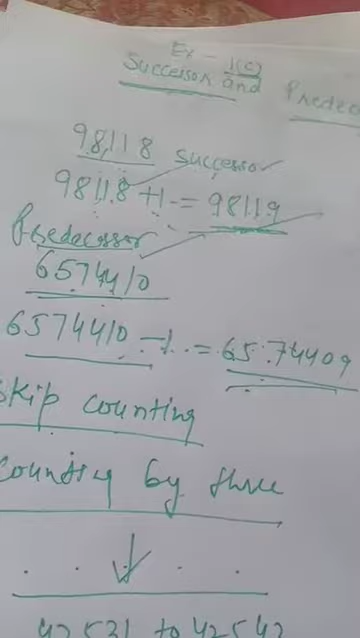 Ex - 1(c)
Successor and Predec
98118 successor
98118 + 1 = 98119
Predecessor
6574410
6574410 - 1 = 6574409
Skip counting
Counting by three
42531 to 42542